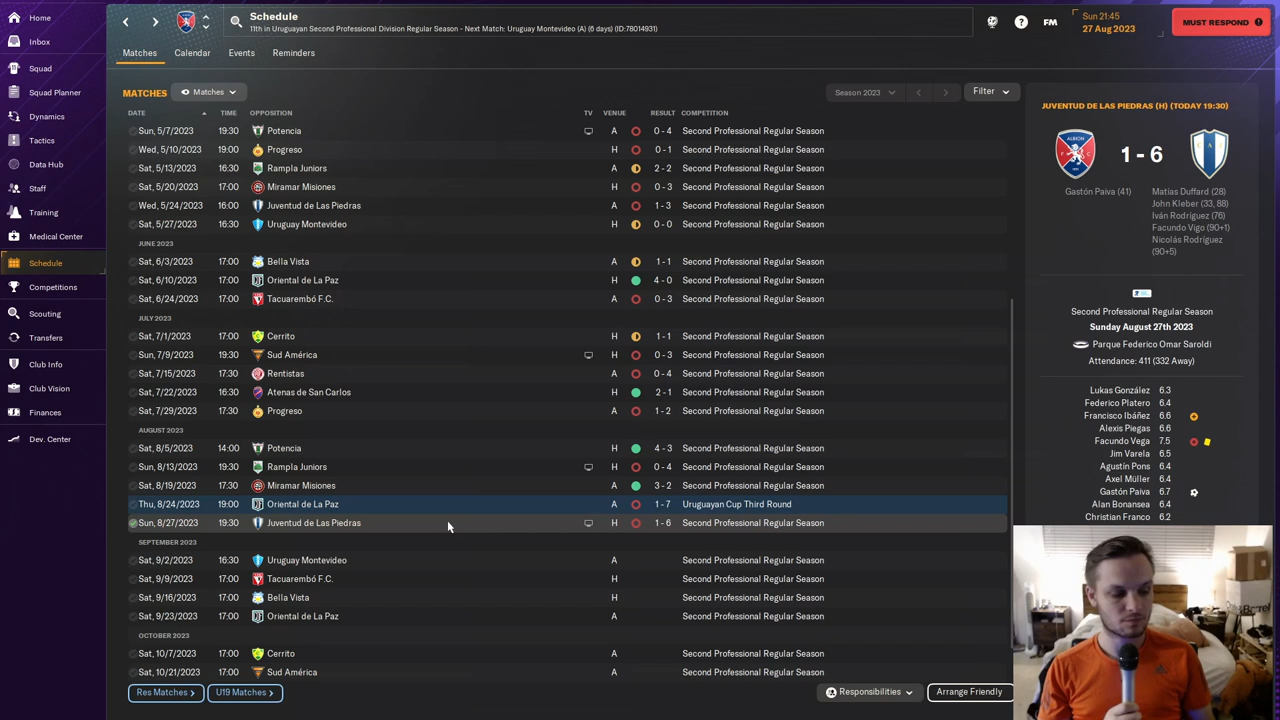 Home
Inbox
Squad
Squad Planner
Dynamics
Tactics
Data Hub
Staff
Training
Medical Center
Schedule
Competitions
Scouting
Transfers
Club Info
Club Vision
Finances
Dev. Center
Schedule
11th in Uruguayan Second Professional Division Regular Season - Next Match: Uruguay Montevideo (A) (6 days) (ID:78014931)
FM
Sun 21:45
27 Aug 2023
MUST RESPOND
Matches Calendar Events Reminders
MATCHES Matches Season 2023 Filter
DATE TIME OPPOSITION TV VENUE RESULT COMPETITION
Sun, 5/7/2023 19:30 Potencia A 0 - 4 Second Professional Regular Season
Wed, 5/10/2023 19:00 Progreso H 0 - 1 Second Professional Regular Season
Sat, 5/13/2023 16:30 Rampla Juniors A 2 - 2 Second Professional Regular Season
Sat, 5/20/2023 17:00 Miramar Misiones H 0 - 3 Second Professional Regular Season
Wed, 5/24/2023 16:00 Juventud de Las Piedras A 1 - 3 Second Professional Regular Season
Sat, 5/27/2023 16:30 Uruguay Montevideo H 0 - 0 Second Professional Regular Season
JUNE 2023
Sat, 6/3/2023 17:00 Bella Vista A 1 - 1 Second Professional Regular Season
Sat, 6/10/2023 17:00 Oriental de La Paz H 4 - 0 Second Professional Regular Season
Sat, 6/24/2023 17:00 Tacuarembó F.C. A 0 - 3 Second Professional Regular Season
JULY 2023
Sat, 7/1/2023 17:00 Cerrito H 1 - 1 Second Professional Regular Season
Sun, 7/9/2023 19:30 Sud América H 0 - 3 Second Professional Regular Season
Sat, 7/15/2023 17:30 Rentistas A 0 - 4 Second Professional Regular Season
Sat, 7/22/2023 16:30 Atenas de San Carlos H 2 - 1 Second Professional Regular Season
Sat, 7/29/2023 17:30 Progreso A 1 - 2 Second Professional Regular Season
AUGUST 2023
Sat, 8/5/2023 14:00 Potencia H 4 - 3 Second Professional Regular Season
Sun, 8/13/2023 19:30 Rampla Juniors H 0 - 4 Second Professional Regular Season
Sat, 8/19/2023 17:30 Miramar Misiones A 3 - 2 Second Professional Regular Season
Thu, 8/24/2023 19:00 Oriental de La Paz A 1 - 7 Uruguayan Cup Third Round
Sun, 8/27/2023 19:30 Juventud de Las Piedras H 1 - 6 Second Professional Regular Season
SEPTEMBER 2023
Sat, 9/2/2023 16:30 Uruguay Montevideo A Second Professional Regular Season
Sat, 9/9/2023 17:00 Tacuarembó F.C. H Second Professional Regular Season
Sat, 9/16/2023 17:00 Bella Vista H Second Professional Regular Season
Sat, 9/23/2023 17:00 Oriental de La Paz A Second Professional Regular Season
OCTOBER 2023
Sat, 10/7/2023 17:00 Cerrito A Second Professional Regular Season
Sat, 10/21/2023 17:00 Sud América A Second Professional Regular Season
Res Matches U19 Matches Responsibilities Arrange Friendly
JUVENTUD DE LAS PIEDRAS (H) (TODAY 19:30)
ALBION
1 - 6
Gastón Paiva (41)
Matías Duffard (28)
John Kleber (33, 88)
Iván Rodríguez (76)
Facundo Vigo (90+1)
Nicolás Rodríguez
(90+5)
Second Professional Regular Season
Sunday August 27th 2023
Parque Federico Omar Saroldi
Attendance: 411 (332 Away)
Lukas González 6.3
Federico Platero 6.4
Francisco Ibáñez 6.6
Alexis Piegas 6.6
Facundo Vega 7.5
Jim Varela 6.5
Agustín Pons 6.4
Axel Müller 6.4
Gastón Paiva 6.7
Alan Bonansea 6.4
Christian Franco 6.2